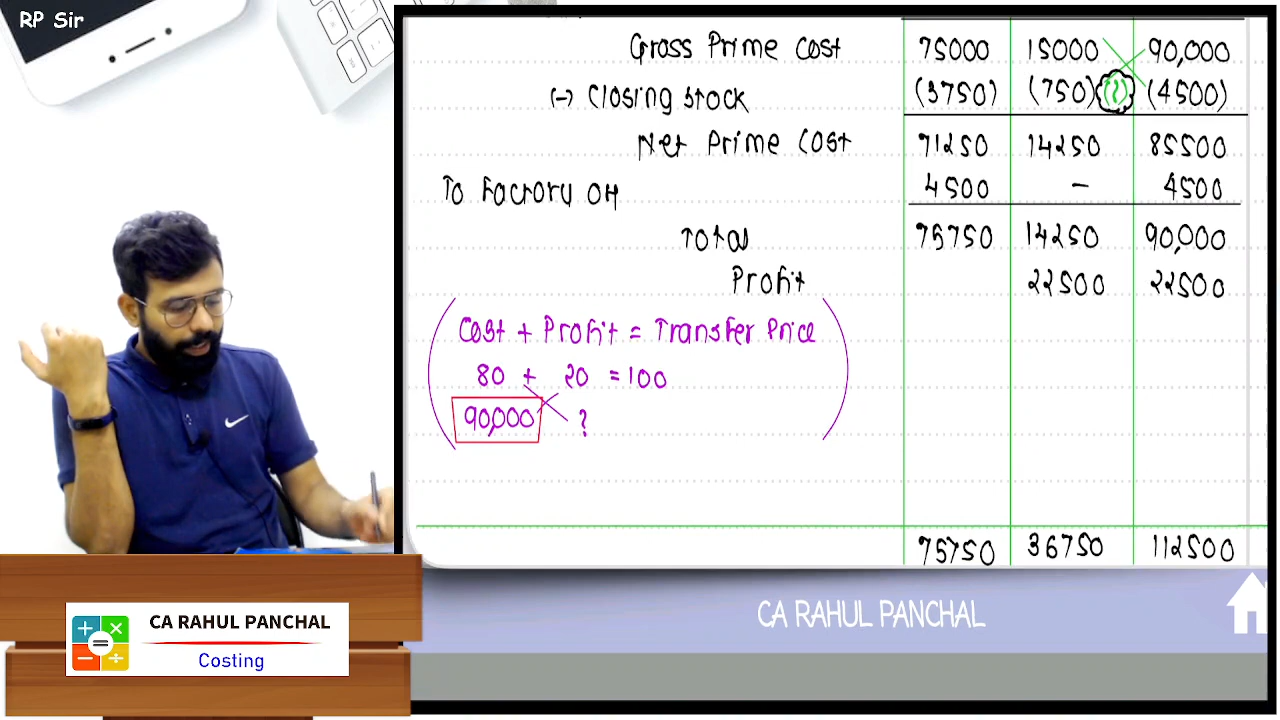 RP Sir
Gross Prime Cost 75000 15000 90,000
(-) Closing stock (3750) (750) (?) (4500)
Net Prime Cost 71250 14250 85500
To Factory OH 4500 - 4500
Total 75750 14250 90,000
Profit 22500 22500
Cost + Profit = Transfer Price
80 + 20 = 100
90,000 ?
75750 36750 112500
CA RAHUL PANCHAL
CA RAHUL PANCHAL
Costing